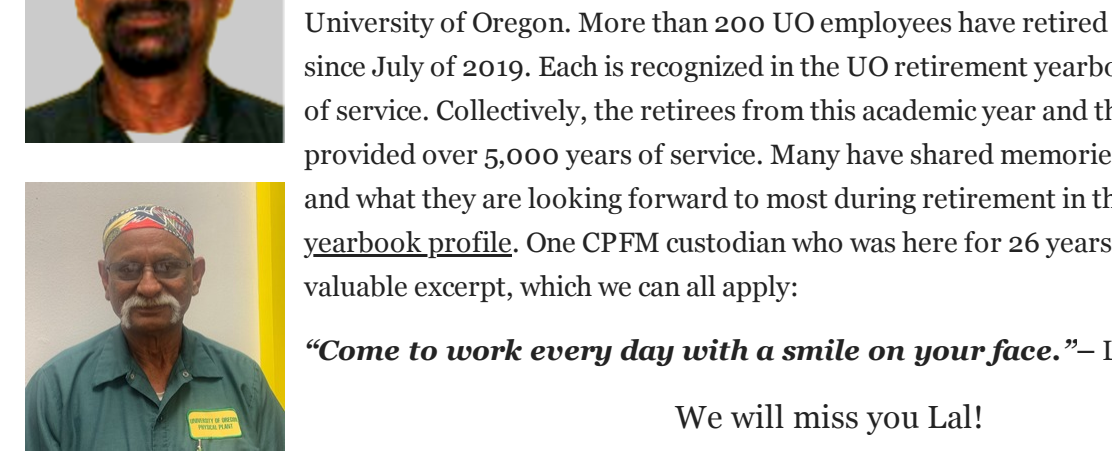 University of Oregon. More than 200 UO employees have retired
since July of 2019. Each is recognized in the UO retirement yearbo
of service. Collectively, the retirees from this academic year and th
provided over 5,000 years of service. Many have shared memorie
and what they are looking forward to most during retirement in th
yearbook profile. One CPFM custodian who was here for 26 years
valuable excerpt, which we can all apply:
“Come to work every day with a smile on your face.”– L
We will miss you Lal!
UNIVERSITY OF OREGON
PHYSICAL PLANT